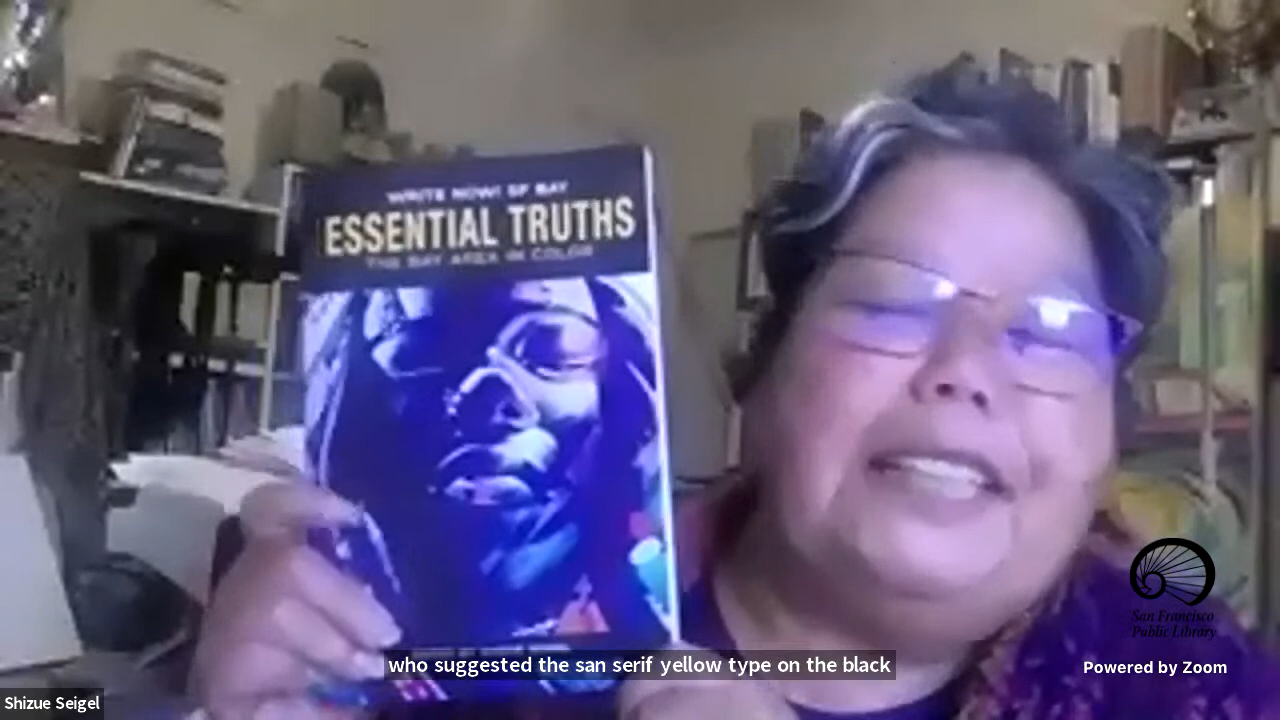 WRITE NOW! SF BAY
ESSENTIAL TRUTHS
THE BAY AREA IN COLOR
who suggested the san serif yellow type on the black
San Francisco
Public Library
Powered by Zoom
Shizue Seigel